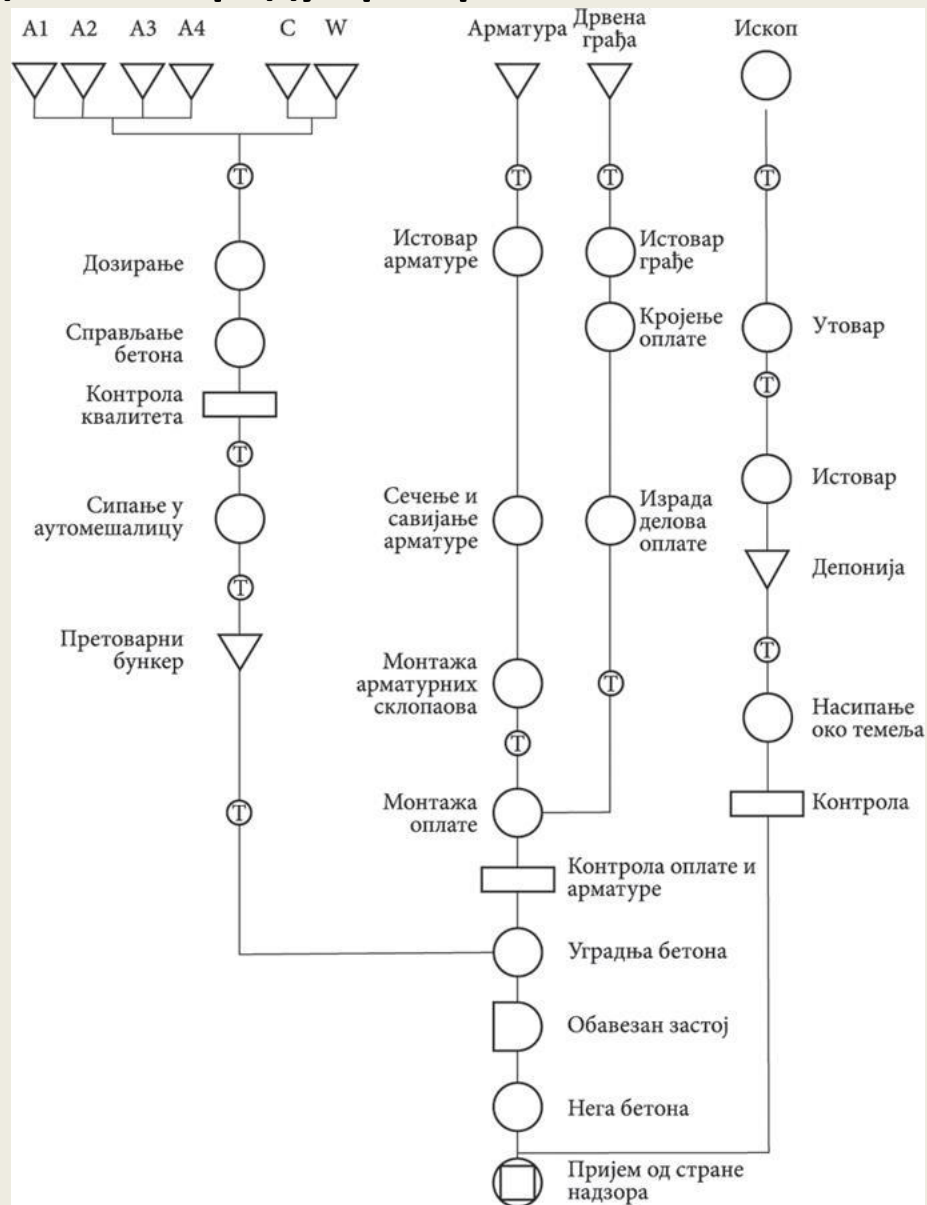 A1 A2 A3 A4 C W Арматура Дрвена
грађа Ископ
T T T T
Дозирање
Истовар
арматуре
Истовар
грађе
Кројење
оплате
Утовар
T
Справљање
бетона
Контрола
квалитета
T
Сипање у
аутомешалицу
Сечење и
савијање
арматуре
Израда
делова
оплате
Истовар
Депонија
T
T
Претоварни
бункер
Монтажа
арматурних
склопаова
T
T
Насипање
око темеља
T
Монтажа
оплате
Контрола
Контрола оплате и
арматуре
Уградња бетона
Обавезан застој
Нега бетона
Пријем од стране
надзора